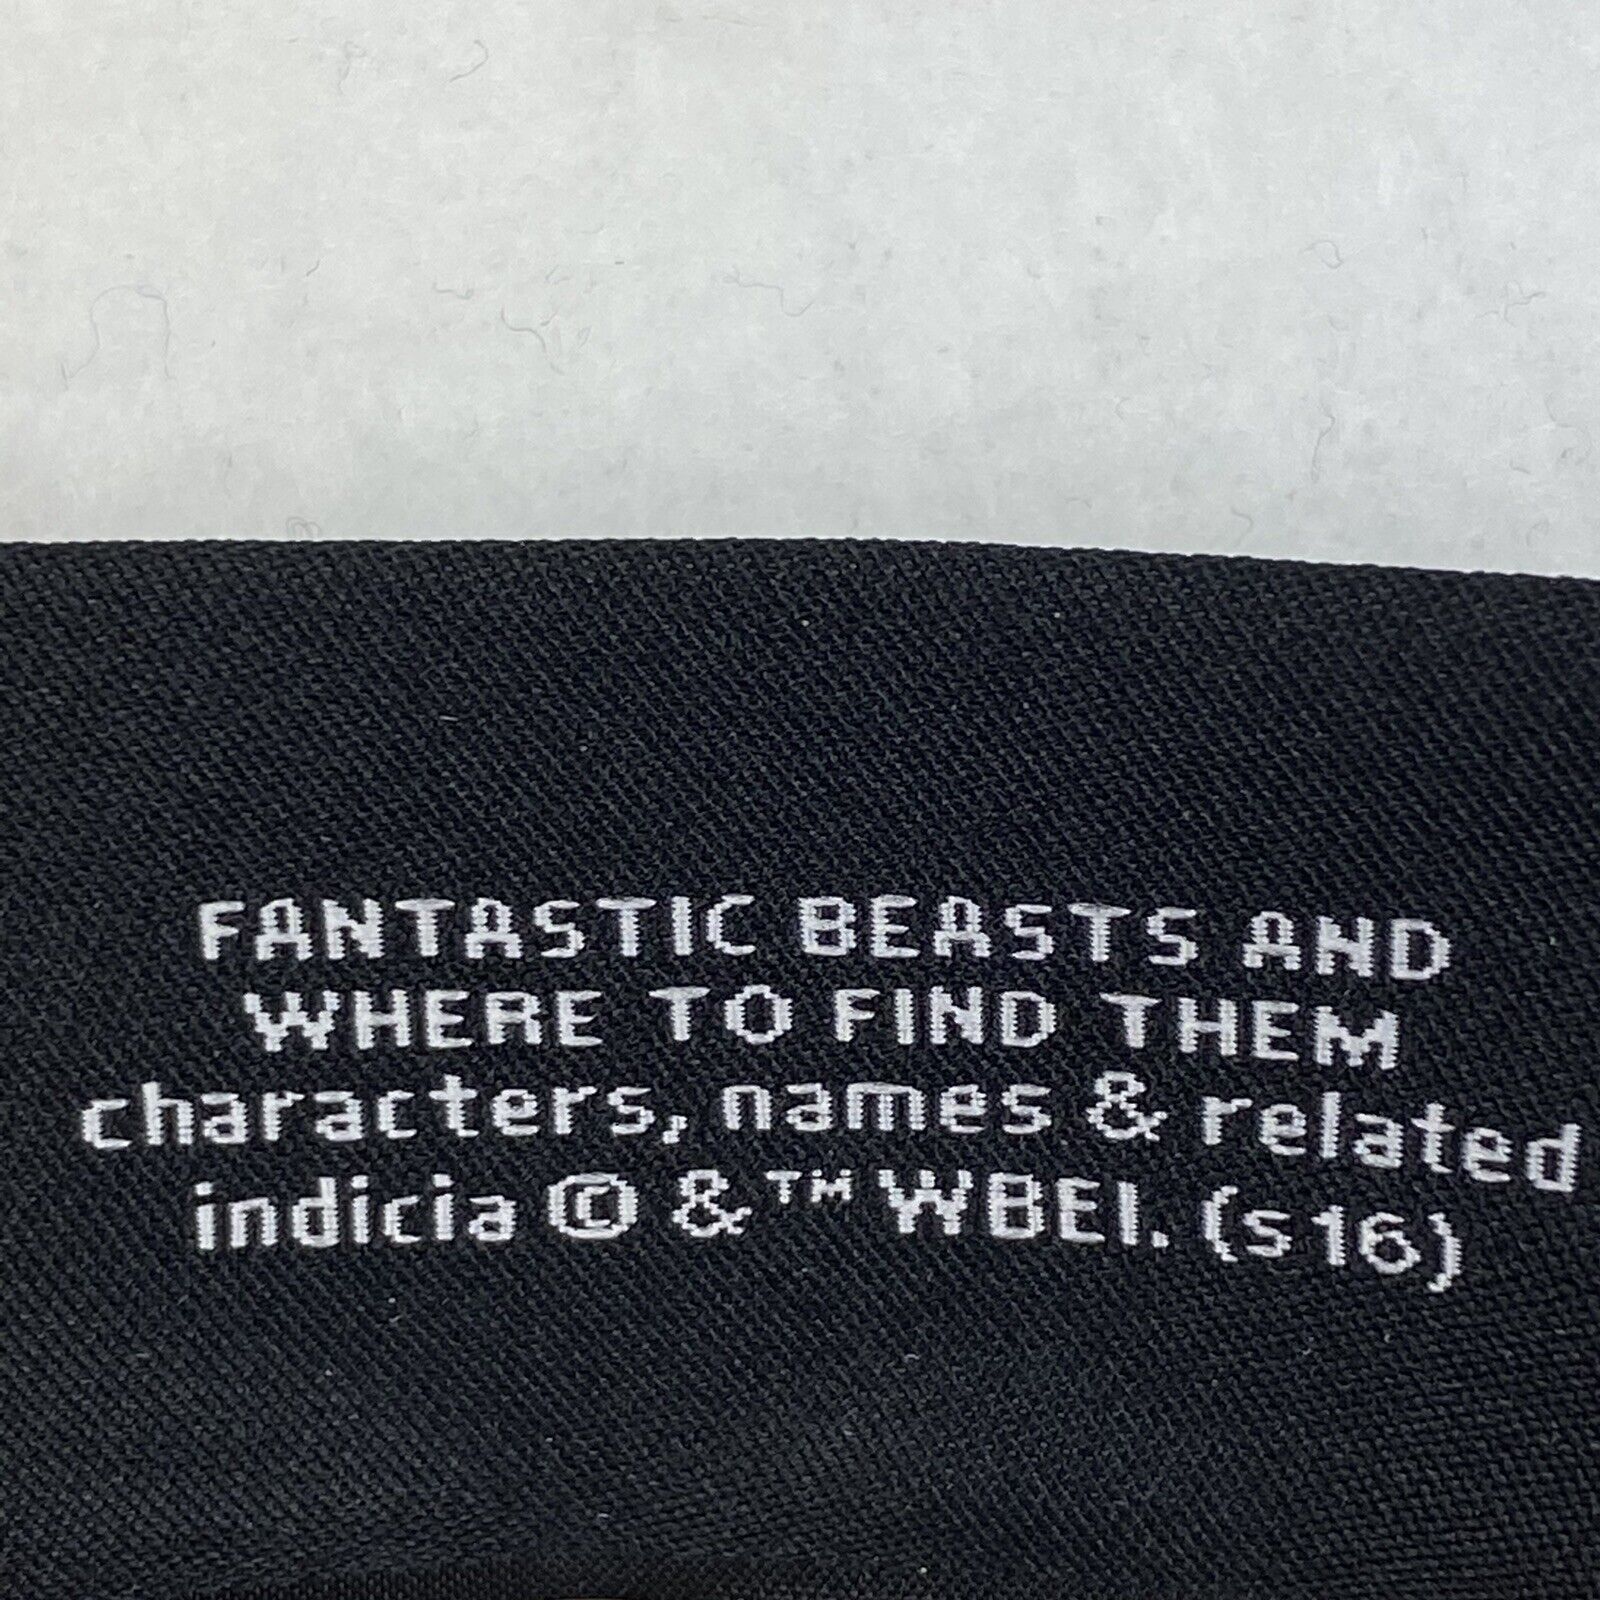 FANTASTIC BEASTS AND
WHERE TO FIND THEM
characters, names & related
indicia © & ™ WBEI. (s16)